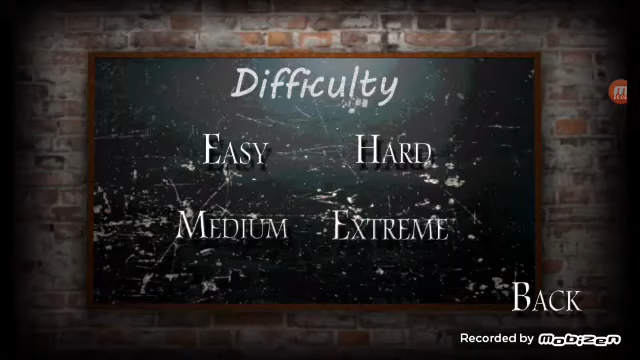 Difficulty
Easy Hard
Medium Extreme
Back
Recorded by Mobizen